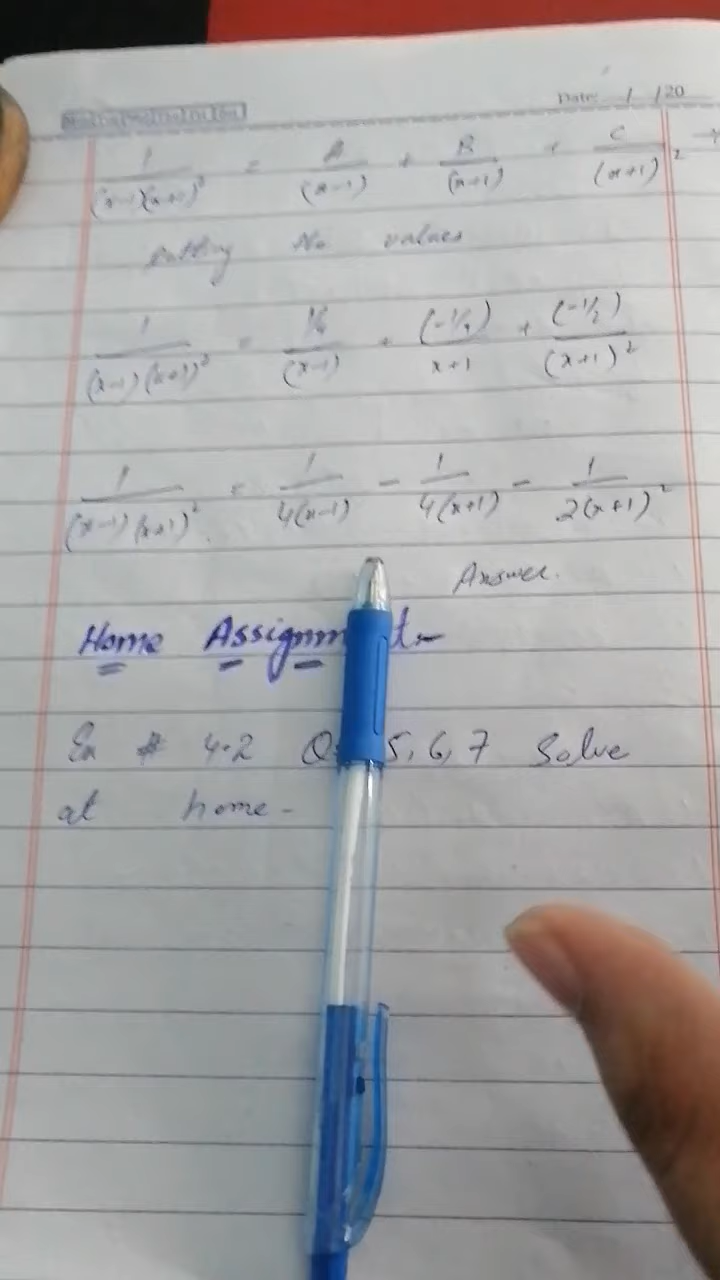 Date: / /20
1/(x-1)(x+1)² = A/(x-1) + B/(x+1) + C/(x+1)² →
putting the values
1/(x-1)(x+1)² = 1/4/(x-1) + (-1/4)/x+1 + (-1/2)/(x+1)²
1/(x-1)(x+1)² = 1/4(x-1) - 1/4(x+1) - 1/2(x+1)²
Answer.
Home Assignm t-
Ex # 4.2 Q 5, 6, 7 Solve
at home-